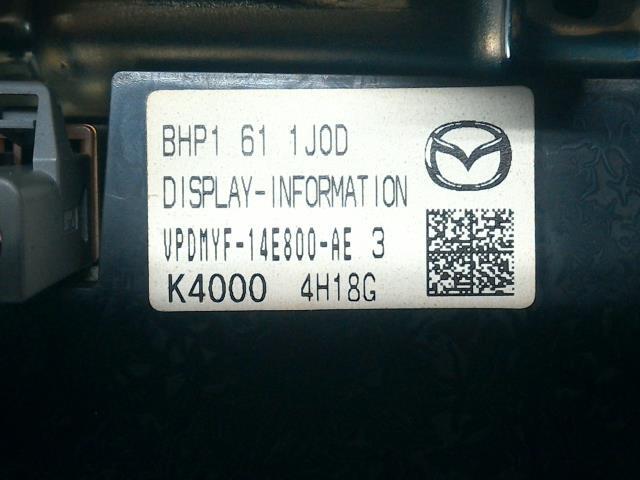 BHP1 61 1J0D
DISPLAY-INFORMATION
VPDMYF-14E800-AE 3
K4000 4H18G